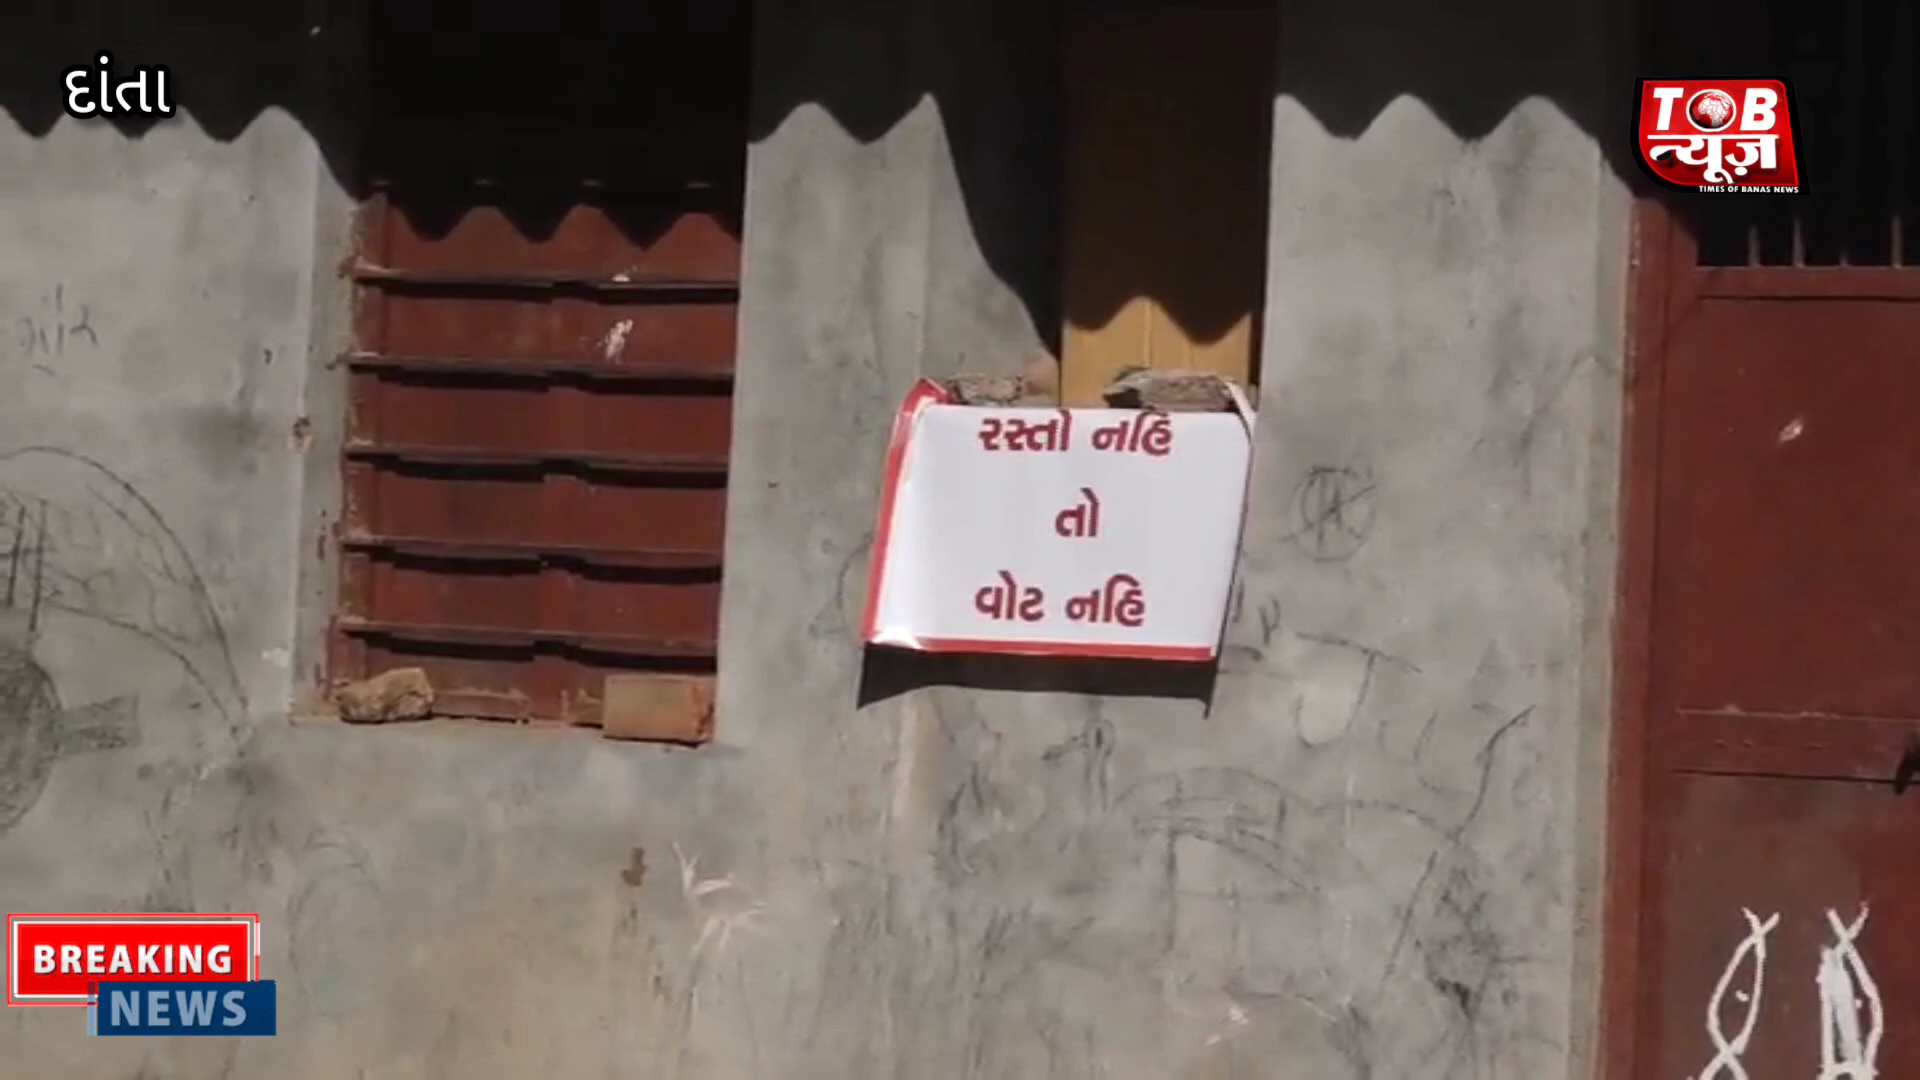 દાંતા
TOB
न्यूज़
TIMES OF BANAS NEWS
રસ્તો નહિ
તો
વોટ નહિ
BREAKING
NEWS